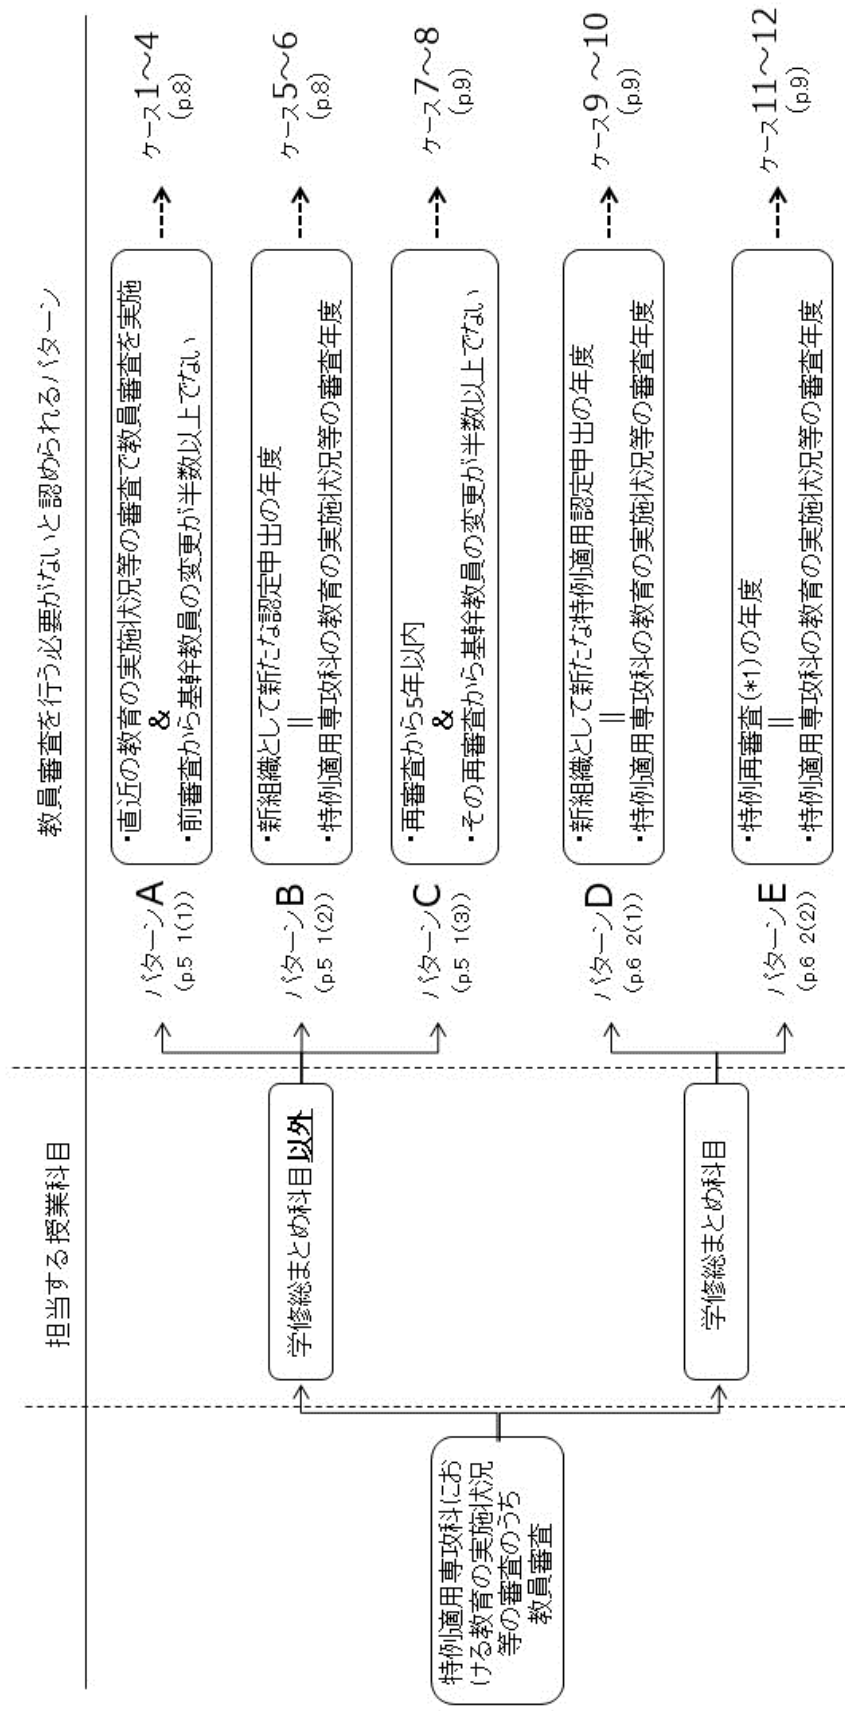 担当する授業科目
教員審査を行う必要がないと認められるパターン
特例適用専攻科にお
ける教育の実施状況
等の審査のうち
教員審査
学修総まとめ科目以外
パターンA
(p.5 1(1))
・直近の教育の実施状況等の審査で教員審査を実施
&
・前審査から基幹教員の変更が半数以上でない
ケース1～4
(p.8)
パターンB
(p.5 1(2))
・新組織として新たな認定申出の年度
||
・特例適用専攻科の教育の実施状況等の審査年度
ケース5～6
(p.8)
パターンC
(p.5 1(3))
・再審査から5年以内
&
・その再審査から基幹教員の変更が半数以上でない
ケース7～8
(p.9)
学修総まとめ科目
パターンD
(p.6 2(1))
・新組織として新たな特例適用認定申出の年度
||
・特例適用専攻科の教育の実施状況等の審査年度
ケース9 ～10
(p.9)
パターンE
(p.6 2(2))
・特例再審査(*1)の年度
||
・特例適用専攻科の教育の実施状況等の審査年度
ケース11～12
(p.9)